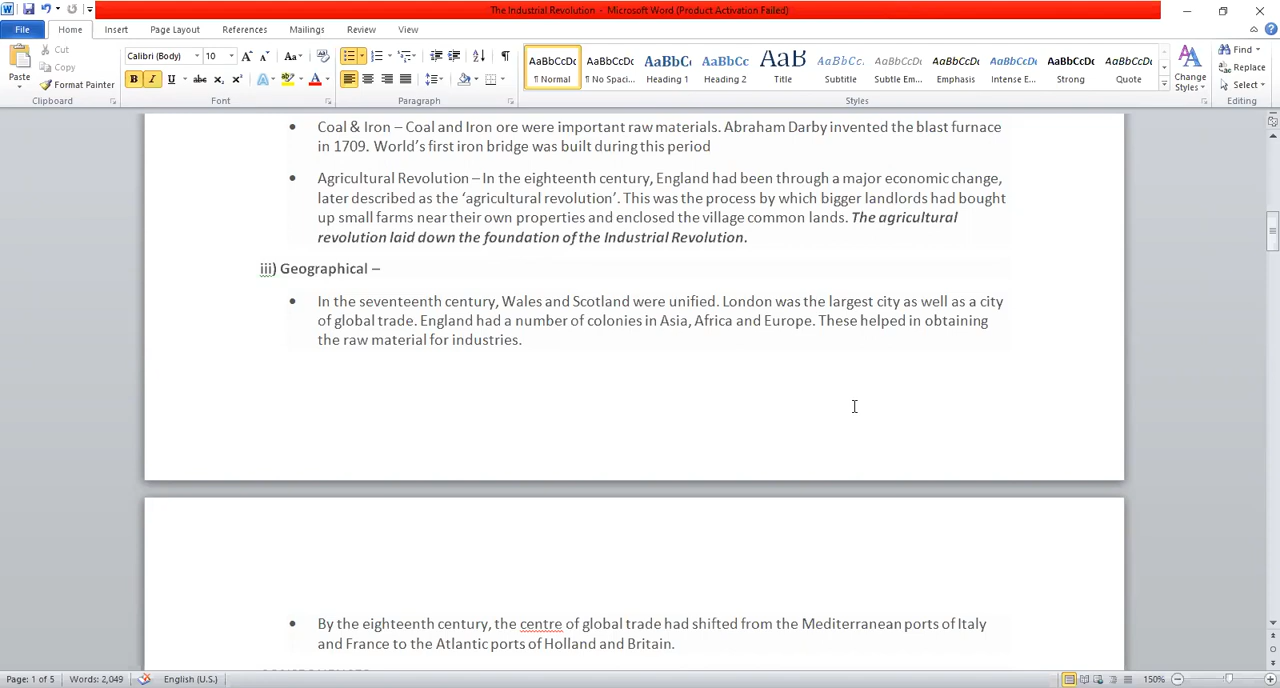 The Industrial Revolution - Microsoft Word (Product Activation Failed)
File Home Insert Page Layout References Mailings Review View
Paste Cut Copy Format Painter
Calibri (Body) 10
AaBbCcDc AaBbCcDc AaBbC( AaBbCc AaB AaBbCc. AaBbCcDc AaBbCcDc AaBbCcDc AaBbCcDc AaBbCcDc
¶ Normal ¶ No Spaci... Heading 1 Heading 2 Title Subtitle Subtle Em... Emphasis Intense E... Strong Quote
Change Styles
Find Replace Select
Clipboard Font Paragraph Styles Editing
• Coal & Iron – Coal and Iron ore were important raw materials. Abraham Darby invented the blast furnace
in 1709. World's first iron bridge was built during this period
• Agricultural Revolution – In the eighteenth century, England had been through a major economic change,
later described as the 'agricultural revolution'. This was the process by which bigger landlords had bought
up small farms near their own properties and enclosed the village common lands. The agricultural
revolution laid down the foundation of the Industrial Revolution.
iii) Geographical –
• In the seventeenth century, Wales and Scotland were unified. London was the largest city as well as a city
of global trade. England had a number of colonies in Asia, Africa and Europe. These helped in obtaining
the raw material for industries.
• By the eighteenth century, the centre of global trade had shifted from the Mediterranean ports of Italy
and France to the Atlantic ports of Holland and Britain.
Page: 1 of 5 Words: 2,049 English (U.S.) 150%